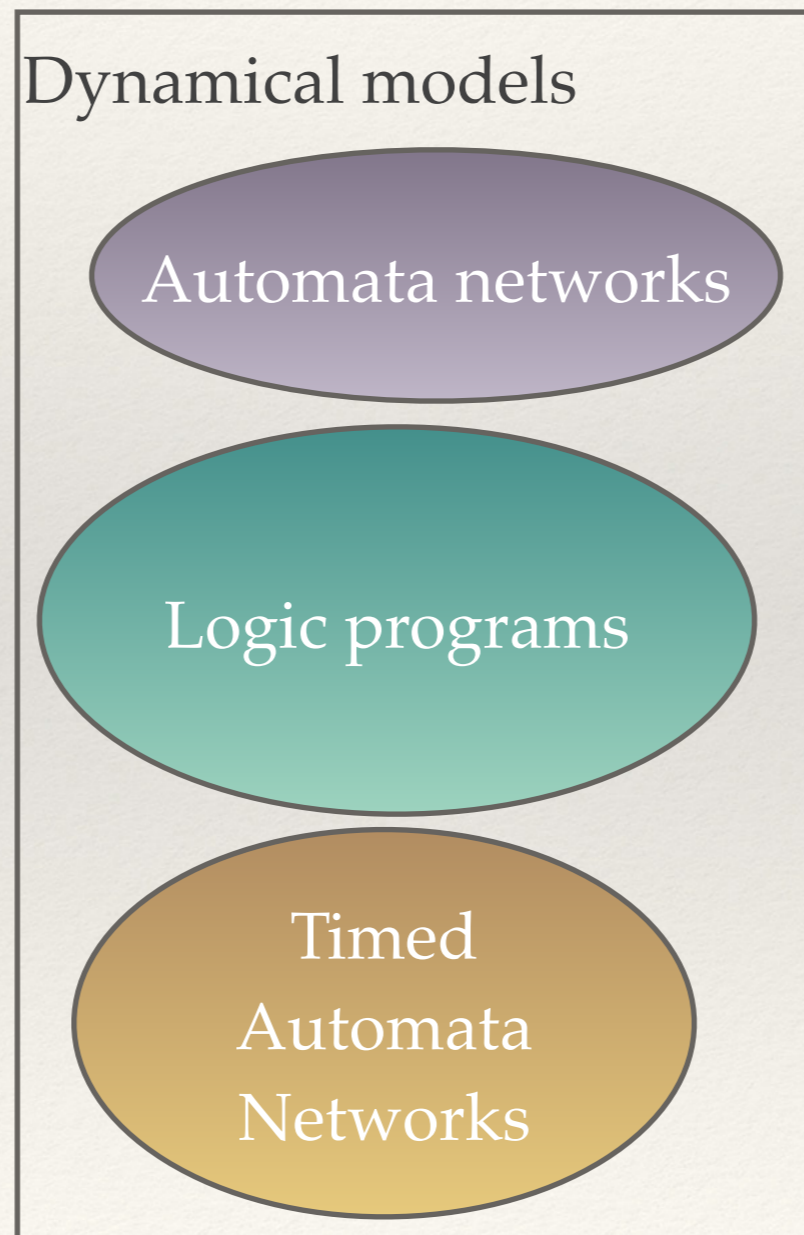 Dynamical models
Automata networks
Logic programs
Timed
Automata
Networks